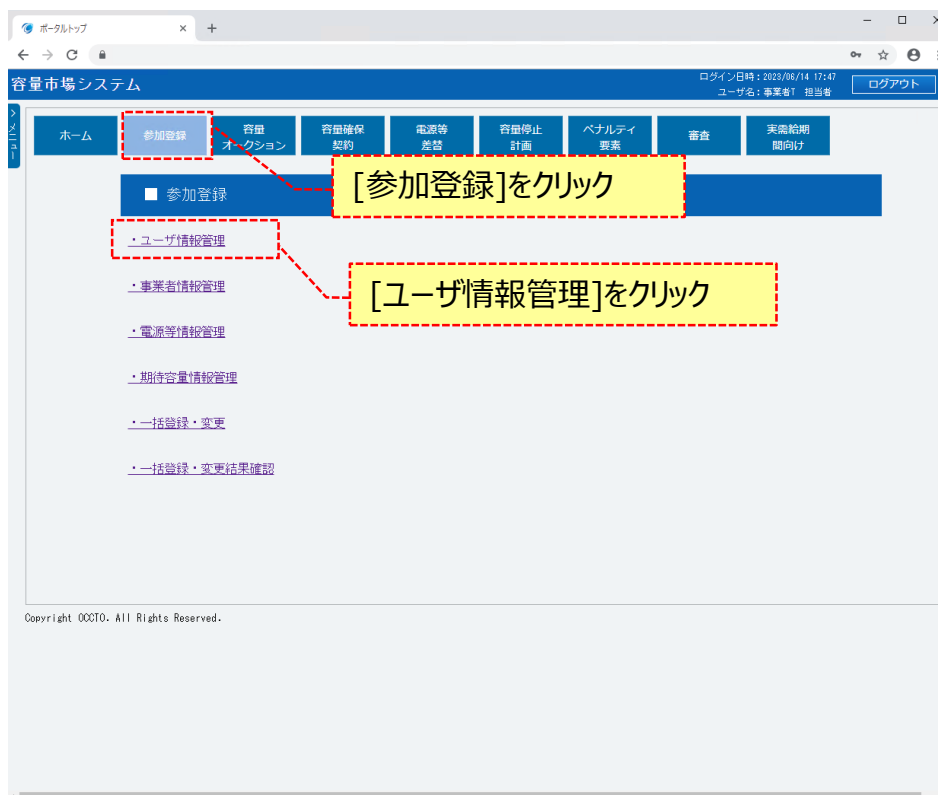 ポータルトップ
容量市場システム
ログイン日時：2023/06/14 17:47
ユーザ名：事業者T 担当者
ログアウト
メニュー
ホーム
参加登録
容量
オークション
容量確保
契約
電源等
差替
容量停止
計画
ペナルティ
要素
審査
実需給期
間向け
[参加登録]をクリック
■ 参加登録
・ユーザ情報管理
[ユーザ情報管理]をクリック
・事業者情報管理
・電源等情報管理
・期待容量情報管理
・一括登録・変更
・一括登録・変更結果確認
Copyright OCCTO. All Rights Reserved.